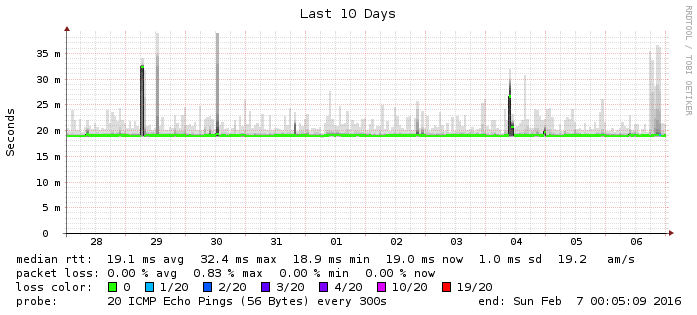 Last 10 Days
RRDTOOL / TOBI OETIKER
Seconds
35 m
30 m
25 m
20 m
15 m
10 m
5 m
0
28 29 30 31 01 02 03 04 05 06
median rtt: 19.1 ms avg 32.4 ms max 18.9 ms min 19.0 ms now 1.0 ms sd 19.2 am/s
packet loss: 0.00 % avg 0.83 % max 0.00 % min 0.00 % now
loss color: 0 1/20 2/20 3/20 4/20 10/20 19/20
probe: 20 ICMP Echo Pings (56 Bytes) every 300s end: Sun Feb 7 00:05:09 2016